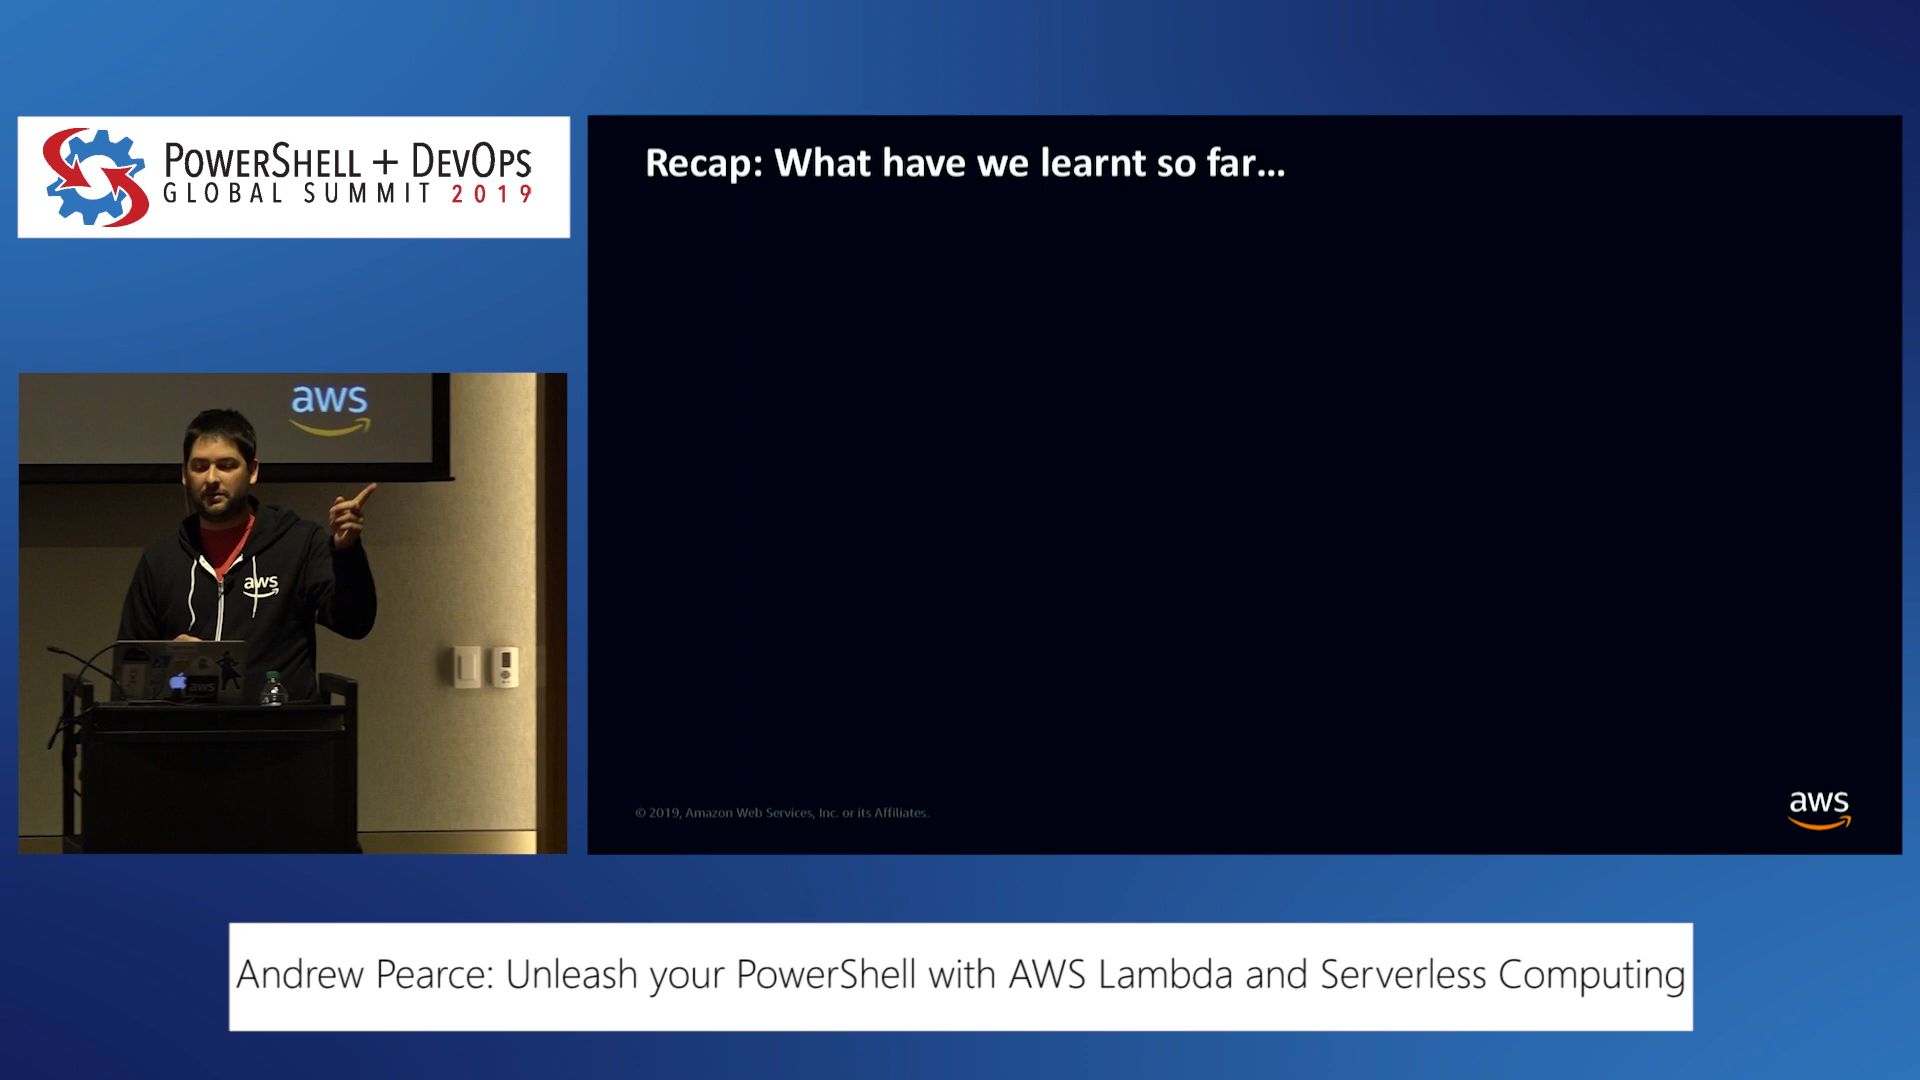 POWERSHELL + DEVOPS
GLOBAL SUMMIT 2019
Recap: What have we learnt so far...
aws
aws
aws
© 2019, Amazon Web Services, Inc. or its Affiliates.
aws
Andrew Pearce: Unleash your PowerShell with AWS Lambda and Serverless Computing